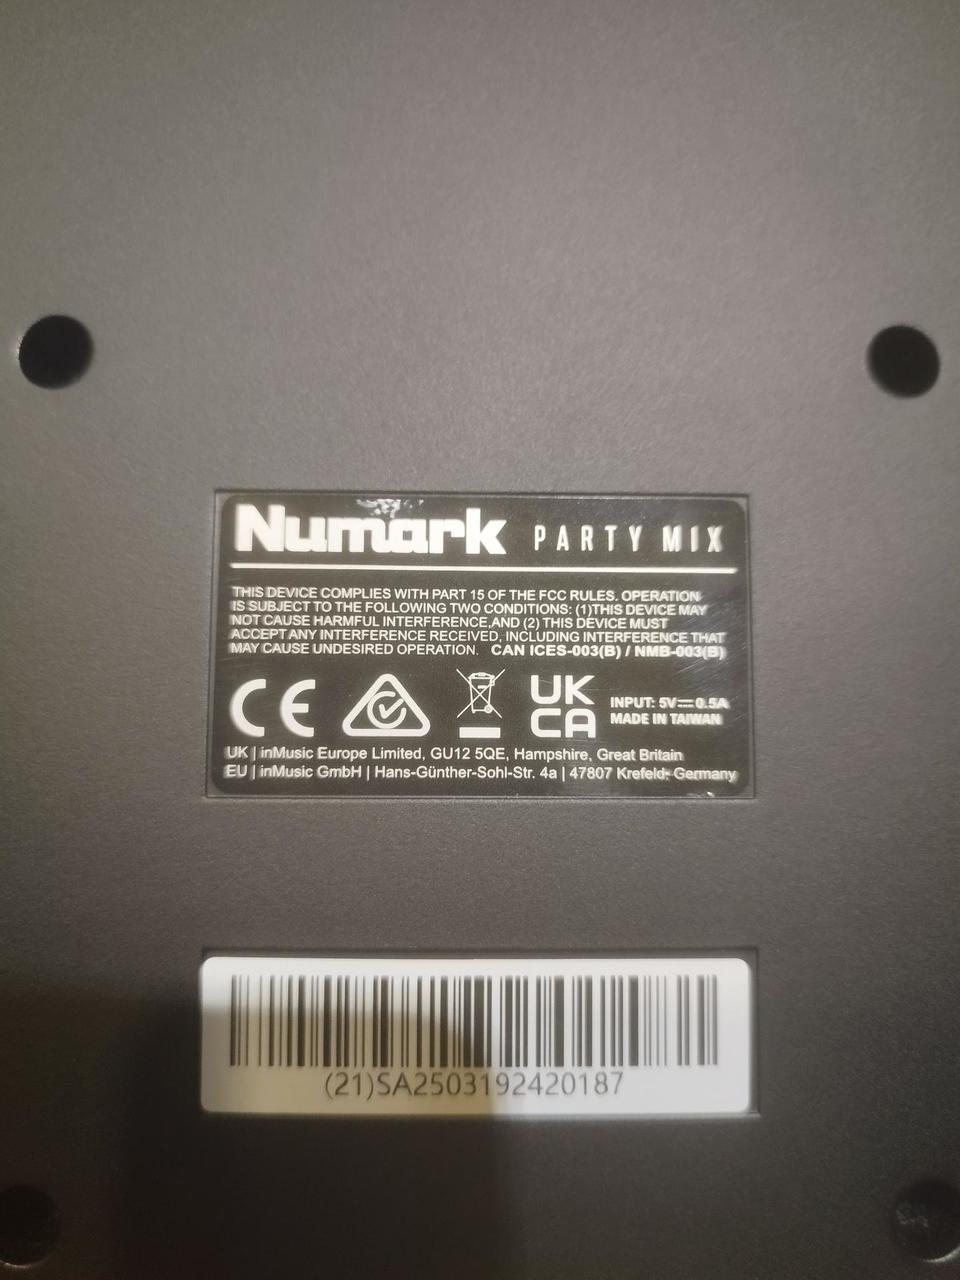 Numark PARTY MIX
THIS DEVICE COMPLIES WITH PART 15 OF THE FCC RULES. OPERATION
IS SUBJECT TO THE FOLLOWING TWO CONDITIONS: (1)THIS DEVICE MAY
NOT CAUSE HARMFUL INTERFERENCE,AND (2) THIS DEVICE MUST
ACCEPT ANY INTERFERENCE RECEIVED, INCLUDING INTERFERENCE THAT
MAY CAUSE UNDESIRED OPERATION. CAN ICES-003(B) / NMB-003(B)
CE
UK
CA
INPUT: 5V⎓0.5A
MADE IN TAIWAN
UK | inMusic Europe Limited, GU12 5QE, Hampshire, Great Britain
EU | inMusic GmbH | Hans-Günther-Sohl-Str. 4a | 47807 Krefeld- Germany
(21)SA2503192420187